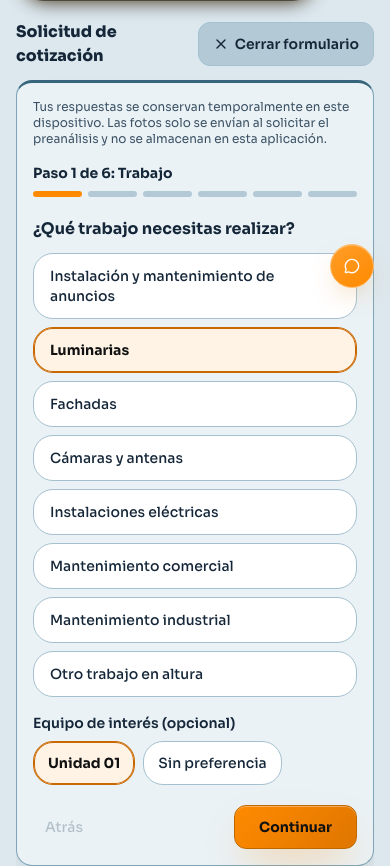 Solicitud de
cotización
Cerrar formulario
Tus respuestas se conservan temporalmente en este
dispositivo. Las fotos solo se envían al solicitar el
preanálisis y no se almacenan en esta aplicación.
Paso 1 de 6: Trabajo
¿Qué trabajo necesitas realizar?
Instalación y mantenimiento de
anuncios
Luminarias
Fachadas
Cámaras y antenas
Instalaciones eléctricas
Mantenimiento comercial
Mantenimiento industrial
Otro trabajo en altura
Equipo de interés (opcional)
Unidad 01
Sin preferencia
Atrás
Continuar